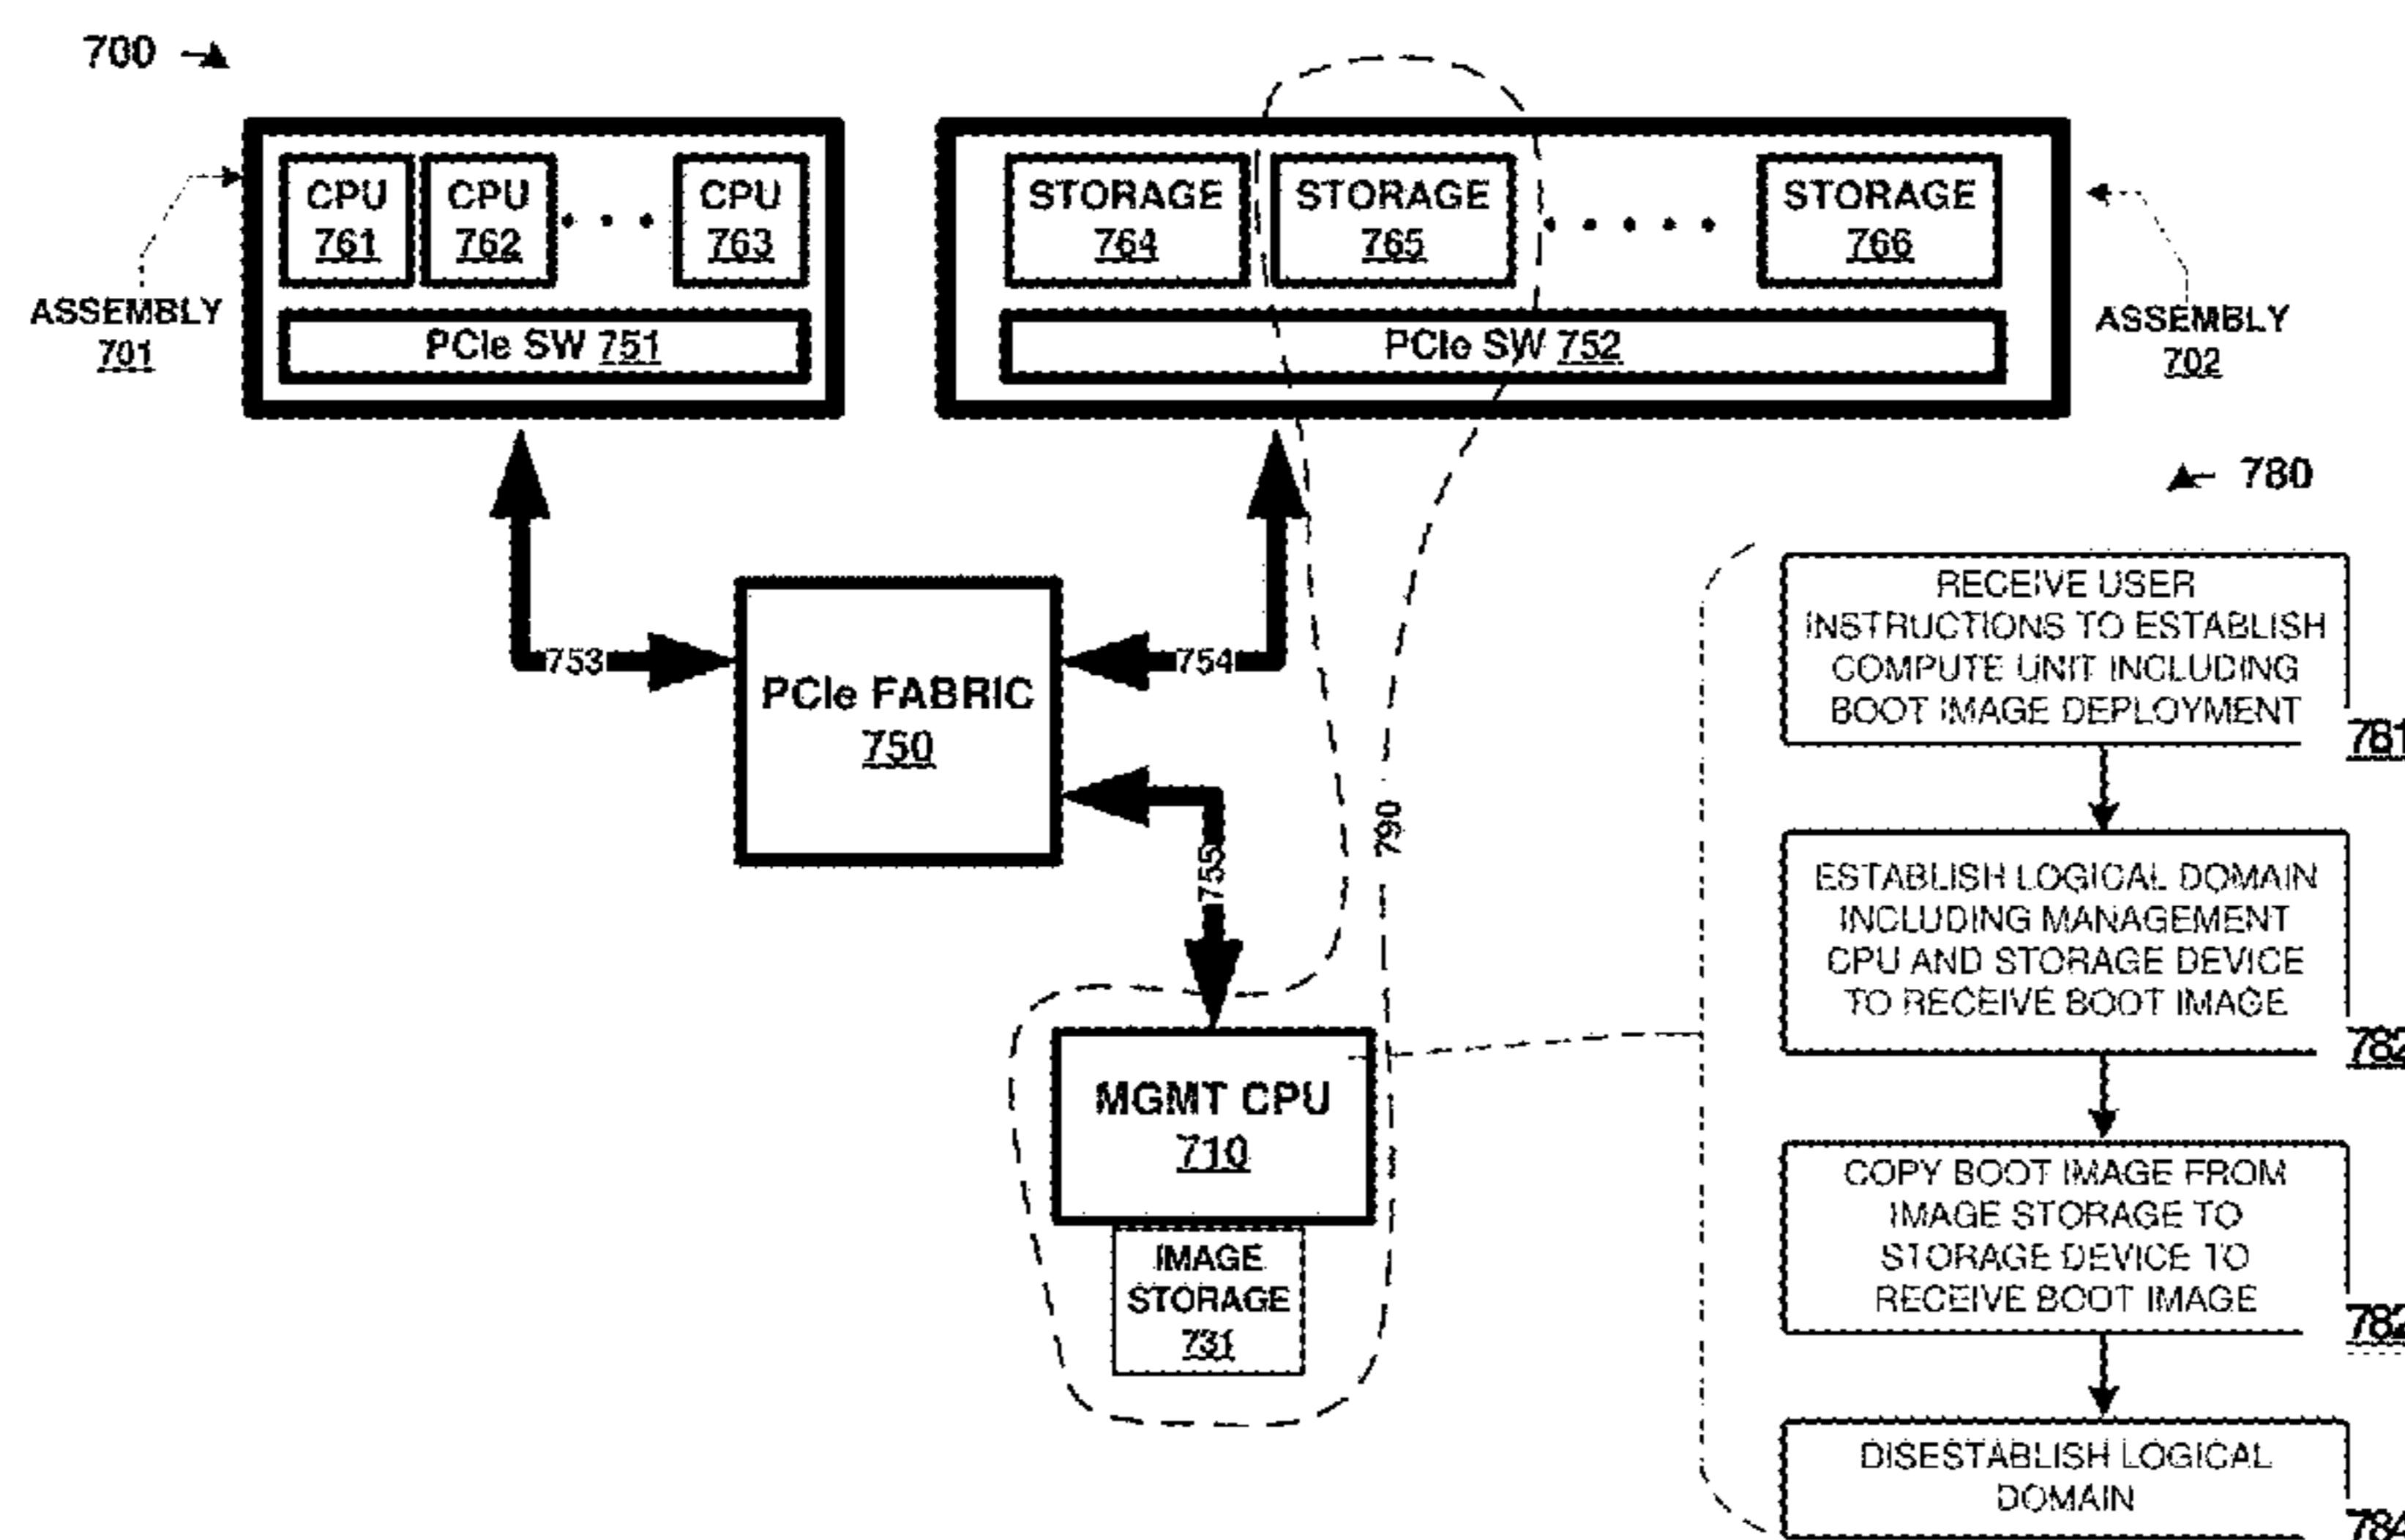 700
CPU
761
CPU
762
CPU
763
PCIe SW 751
ASSEMBLY
701
STORAGE
764
STORAGE
765
STORAGE
766
PCIe SW 752
ASSEMBLY
702
753
754
PCIe FABRIC
750
755
790
MGMT CPU
710
IMAGE
STORAGE
731
780
RECEIVE USER
INSTRUCTIONS TO ESTABLISH
COMPUTE UNIT INCLUDING
BOOT IMAGE DEPLOYMENT
781
ESTABLISH LOGICAL DOMAIN
INCLUDING MANAGEMENT
CPU AND STORAGE DEVICE
TO RECEIVE BOOT IMAGE
782
COPY BOOT IMAGE FROM
IMAGE STORAGE TO
STORAGE DEVICE TO
RECEIVE BOOT IMAGE
782
DISESTABLISH LOGICAL
DOMAIN
784